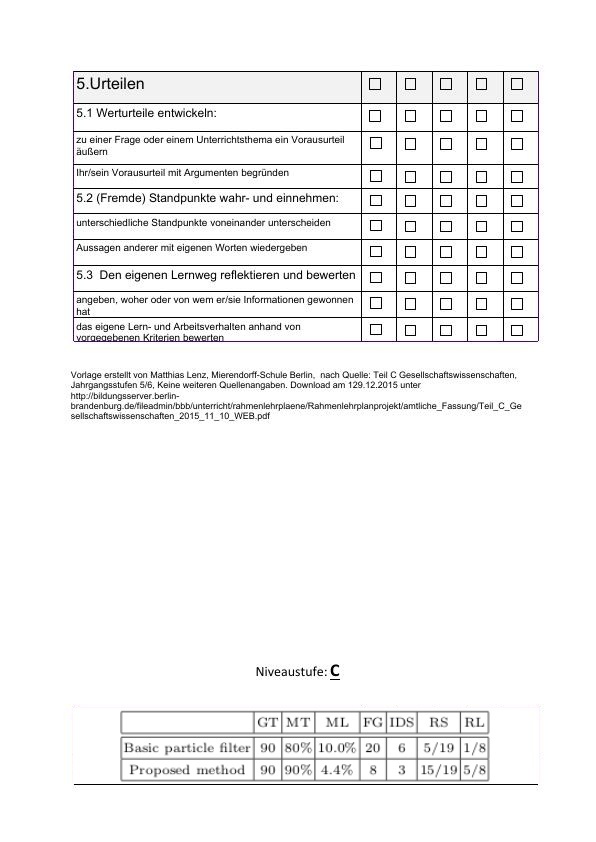 5.Urteilen ☐ ☐ ☐ ☐ ☐
5.1 Werturteile entwickeln: ☐ ☐ ☐ ☐ ☐
zu einer Frage oder einem Unterrichtsthema ein Vorausurteil
äußern ☐ ☐ ☐ ☐ ☐
Ihr/sein Vorausurteil mit Argumenten begründen ☐ ☐ ☐ ☐ ☐
5.2 (Fremde) Standpunkte wahr- und einnehmen: ☐ ☐ ☐ ☐ ☐
unterschiedliche Standpunkte voneinander unterscheiden ☐ ☐ ☐ ☐ ☐
Aussagen anderer mit eigenen Worten wiedergeben ☐ ☐ ☐ ☐ ☐
5.3 Den eigenen Lernweg reflektieren und bewerten ☐ ☐ ☐ ☐ ☐
angeben, woher oder von wem er/sie Informationen gewonnen
hat ☐ ☐ ☐ ☐ ☐
das eigene Lern- und Arbeitsverhalten anhand von
vorgegebenen Kriterien bewerten ☐ ☐ ☐ ☐ ☐
Vorlage erstellt von Matthias Lenz, Mierendorff-Schule Berlin, nach Quelle: Teil C Gesellschaftswissenschaften,
Jahrgangsstufen 5/6, Keine weiteren Quellenangaben. Download am 129.12.2015 unter
http://bildungsserver.berlin-
brandenburg.de/fileadmin/bbb/unterricht/rahmenlehrplaene/Rahmenlehrplanprojekt/amtliche_Fassung/Teil_C_Ge
sellschaftswissenschaften_2015_11_10_WEB.pdf
Niveaustufe: C
GT MT ML FG IDS RS RL
Basic particle filter 90 80% 10.0% 20 6 5/19 1/8
Proposed method 90 90% 4.4% 8 3 15/19 5/8